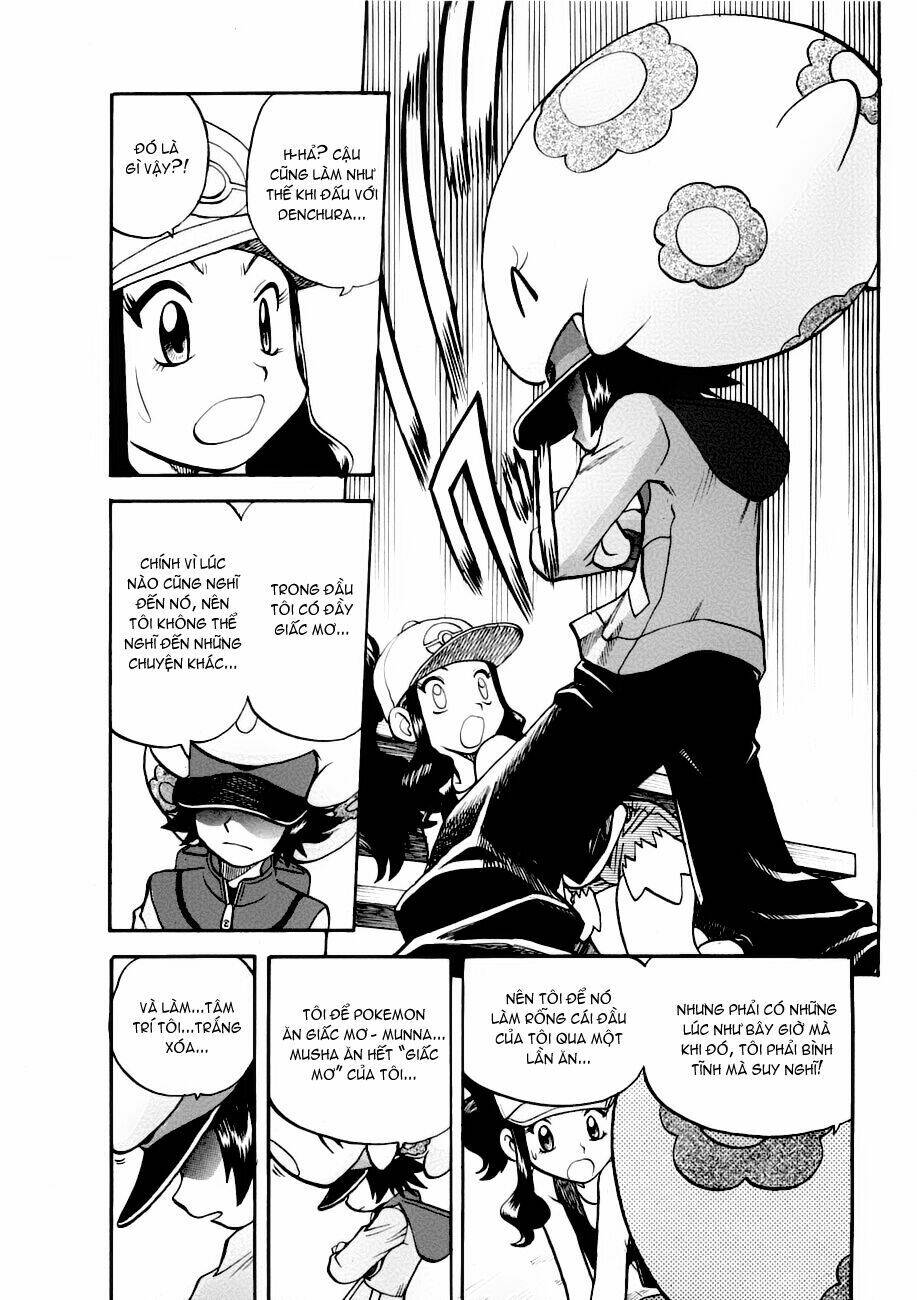 H-HẢ? CẬU
CŨNG LÀM NHƯ
THẾ KHI ĐẤU VỚI
DENCHURA...
ĐÓ LÀ
GÌ VẬY?!
TRONG ĐẦU
TÔI CÓ ĐẦY
GIẤC MƠ...
CHÍNH VÌ LÚC
NÀO CŨNG NGHĨ
ĐẾN NÓ, NÊN
TÔI KHÔNG THỂ
NGHĨ ĐẾN NHỮNG
CHUYỆN KHÁC...
NHƯNG PHẢI CÓ NHỮNG
LÚC NHƯ BÂY GIỜ MÀ
KHI ĐÓ, TÔI PHẢI BÌNH
TĨNH MÀ SUY NGHĨ!
NÊN TÔI ĐỂ NÓ
LÀM RỖNG CÁI ĐẦU
CỦA TÔI QUA MỘT
LẦN ĂN...
TÔI ĐỂ POKEMON
ĂN GIẤC MƠ - MUNNA...
MUSHA ĂN HẾT "GIẤC
MƠ" CỦA TÔI...
VÀ LÀM...TÂM
TRÍ TÔI...TRẮNG
XÓA...